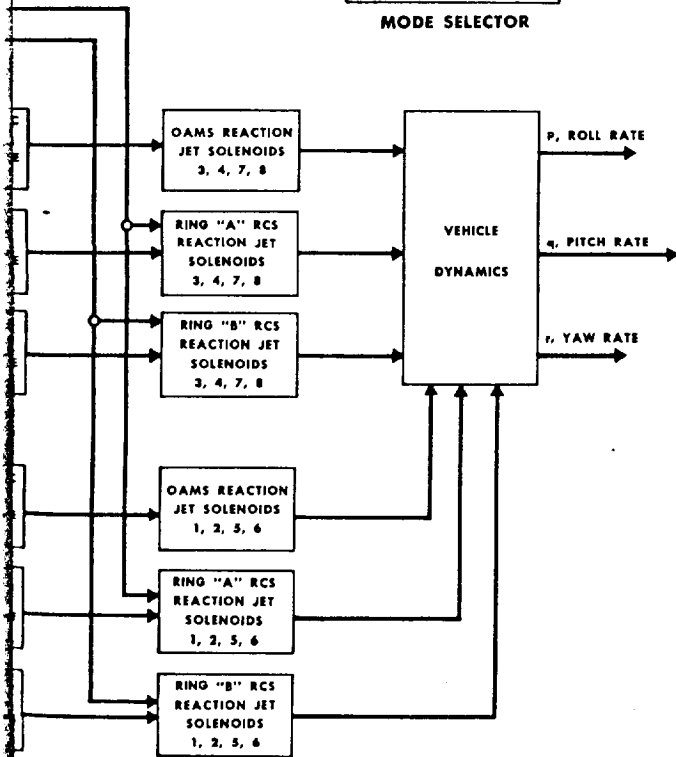 MODE SELECTOR
OAMS REACTION
JET SOLENOIDS
3, 4, 7, 8
P, ROLL RATE
RING "A" RCS
REACTION JET
SOLENOIDS
3, 4, 7, 8
VEHICLE
DYNAMICS
q, PITCH RATE
RING "B" RCS
REACTION JET
SOLENOIDS
3, 4, 7, 8
r, YAW RATE
OAMS REACTION
JET SOLENOIDS
1, 2, 5, 6
RING "A" RCS
REACTION JET
SOLENOIDS
1, 2, 5, 6
RING "B" RCS
REACTION JET
SOLENOIDS
1, 2, 5, 6